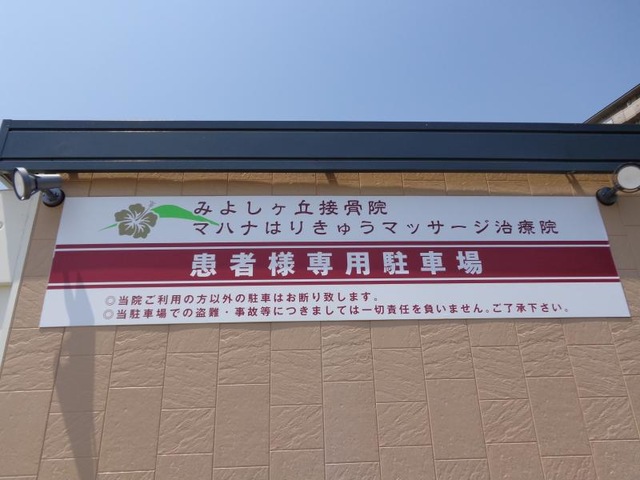 みよしヶ丘接骨院
マハナはりきゅうマッサージ治療院
患者様専用駐車場
◎当院ご利用の方以外の駐車はお断り致します。
◎当駐車場での盗難・事故等につきましては一切責任を負いません。ご了承下さい。